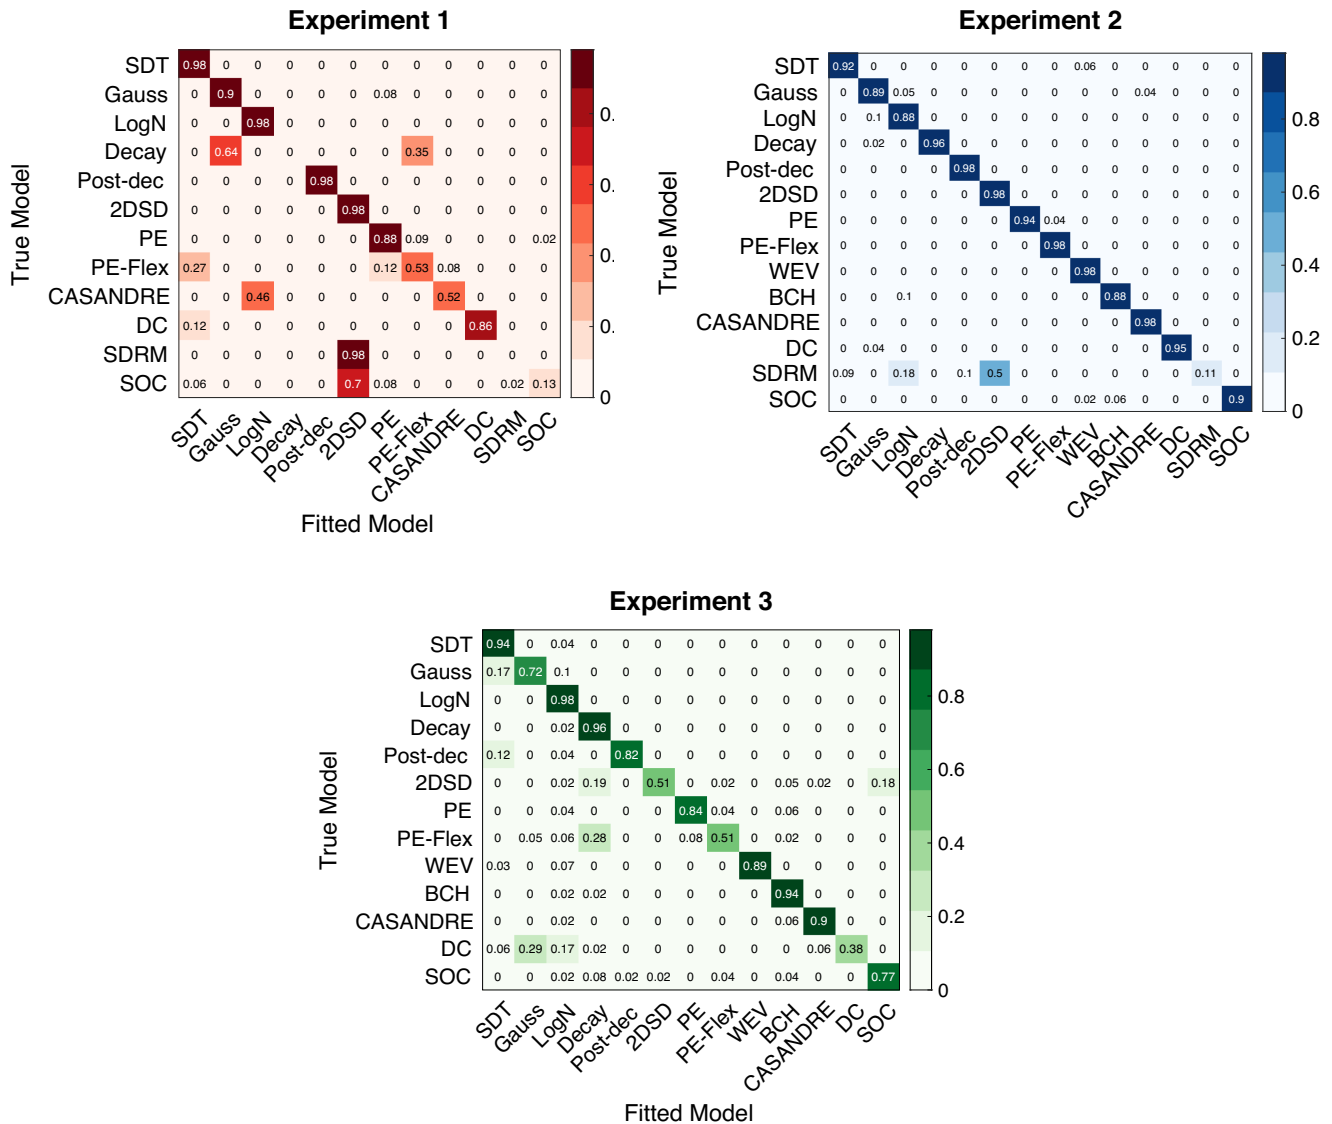 Experiment 1
True Model
SDT 0.98 0 0 0 0 0 0 0 0 0 0 0
Gauss 0 0.9 0 0 0 0 0.08 0 0 0 0 0
LogN 0 0 0.98 0 0 0 0 0 0 0 0 0
Decay 0 0.64 0 0 0 0 0 0.35 0 0 0 0
Post-dec 0 0 0 0 0.98 0 0 0 0 0 0 0
2DSD 0 0 0 0 0 0.98 0 0 0 0 0 0
PE 0 0 0 0 0 0 0.88 0.09 0 0 0 0.02
PE-Flex 0.27 0 0 0 0 0 0.12 0.53 0.08 0 0 0
CASANDRE 0 0 0.46 0 0 0 0 0 0.52 0 0 0
DC 0.12 0 0 0 0 0 0 0 0 0.86 0 0
SDRM 0 0 0 0 0 0.98 0 0 0 0 0 0
SOC 0.06 0 0 0 0 0.7 0.08 0 0 0 0.02 0.13
0.
0.
0.
0.
0
SDT Gauss LogN Decay Post-dec 2DSD PE PE-Flex CASANDRE DC SDRM SOC
Fitted Model
Experiment 2
True Model
SDT 0.92 0 0 0 0 0 0 0 0.06 0 0 0 0 0
Gauss 0 0.89 0.05 0 0 0 0 0 0 0 0.04 0 0 0
LogN 0 0.1 0.88 0 0 0 0 0 0 0 0 0 0 0
Decay 0 0.02 0 0.96 0 0 0 0 0 0 0 0 0 0
Post-dec 0 0 0 0 0.98 0 0 0 0 0 0 0 0 0
2DSD 0 0 0 0 0 0.98 0 0 0 0 0 0 0 0
PE 0 0 0 0 0 0 0.94 0.04 0 0 0 0 0 0
PE-Flex 0 0 0 0 0 0 0 0.98 0 0 0 0 0 0
WEV 0 0 0 0 0 0 0 0 0.98 0 0 0 0 0
BCH 0 0 0.1 0 0 0 0 0 0 0.88 0 0 0 0
CASANDRE 0 0 0 0 0 0 0 0 0 0 0.98 0 0 0
DC 0 0.04 0 0 0 0 0 0 0 0 0 0.95 0 0
SDRM 0.09 0 0.18 0 0.1 0.5 0 0 0 0 0 0 0.11 0
SOC 0 0 0 0 0 0 0 0 0.02 0.06 0 0 0 0.9
0.8
0.6
0.4
0.2
0
SDT Gauss LogN Decay Post-dec 2DSD PE PE-Flex WEV BCH CASANDRE DC SDRM SOC
Experiment 3
True Model
SDT 0.94 0 0.04 0 0 0 0 0 0 0 0 0 0
Gauss 0.17 0.72 0.1 0 0 0 0 0 0 0 0 0 0
LogN 0 0 0.98 0 0 0 0 0 0 0 0 0 0
Decay 0 0 0.02 0.96 0 0 0 0 0 0 0 0 0
Post-dec 0.12 0 0.04 0 0.82 0 0 0 0 0 0 0 0
2DSD 0 0 0.02 0.19 0 0.51 0 0.02 0 0.05 0.02 0 0.18
PE 0 0 0.04 0 0 0 0.84 0.04 0 0.06 0 0 0
PE-Flex 0 0.05 0.06 0.28 0 0 0.08 0.51 0 0.02 0 0 0
WEV 0.03 0 0.07 0 0 0 0 0 0.89 0 0 0 0
BCH 0 0 0.02 0.02 0 0 0 0 0 0.94 0 0 0
CASANDRE 0 0 0.02 0 0 0 0 0 0 0.06 0.9 0 0
DC 0.06 0.29 0.17 0.02 0 0 0 0 0 0 0.06 0.38 0
SOC 0 0 0.02 0.08 0.02 0.02 0 0.04 0 0.04 0 0 0.77
0.8
0.6
0.4
0.2
0
SDT Gauss LogN Decay Post-dec 2DSD PE PE-Flex WEV BCH CASANDRE DC SOC
Fitted Model